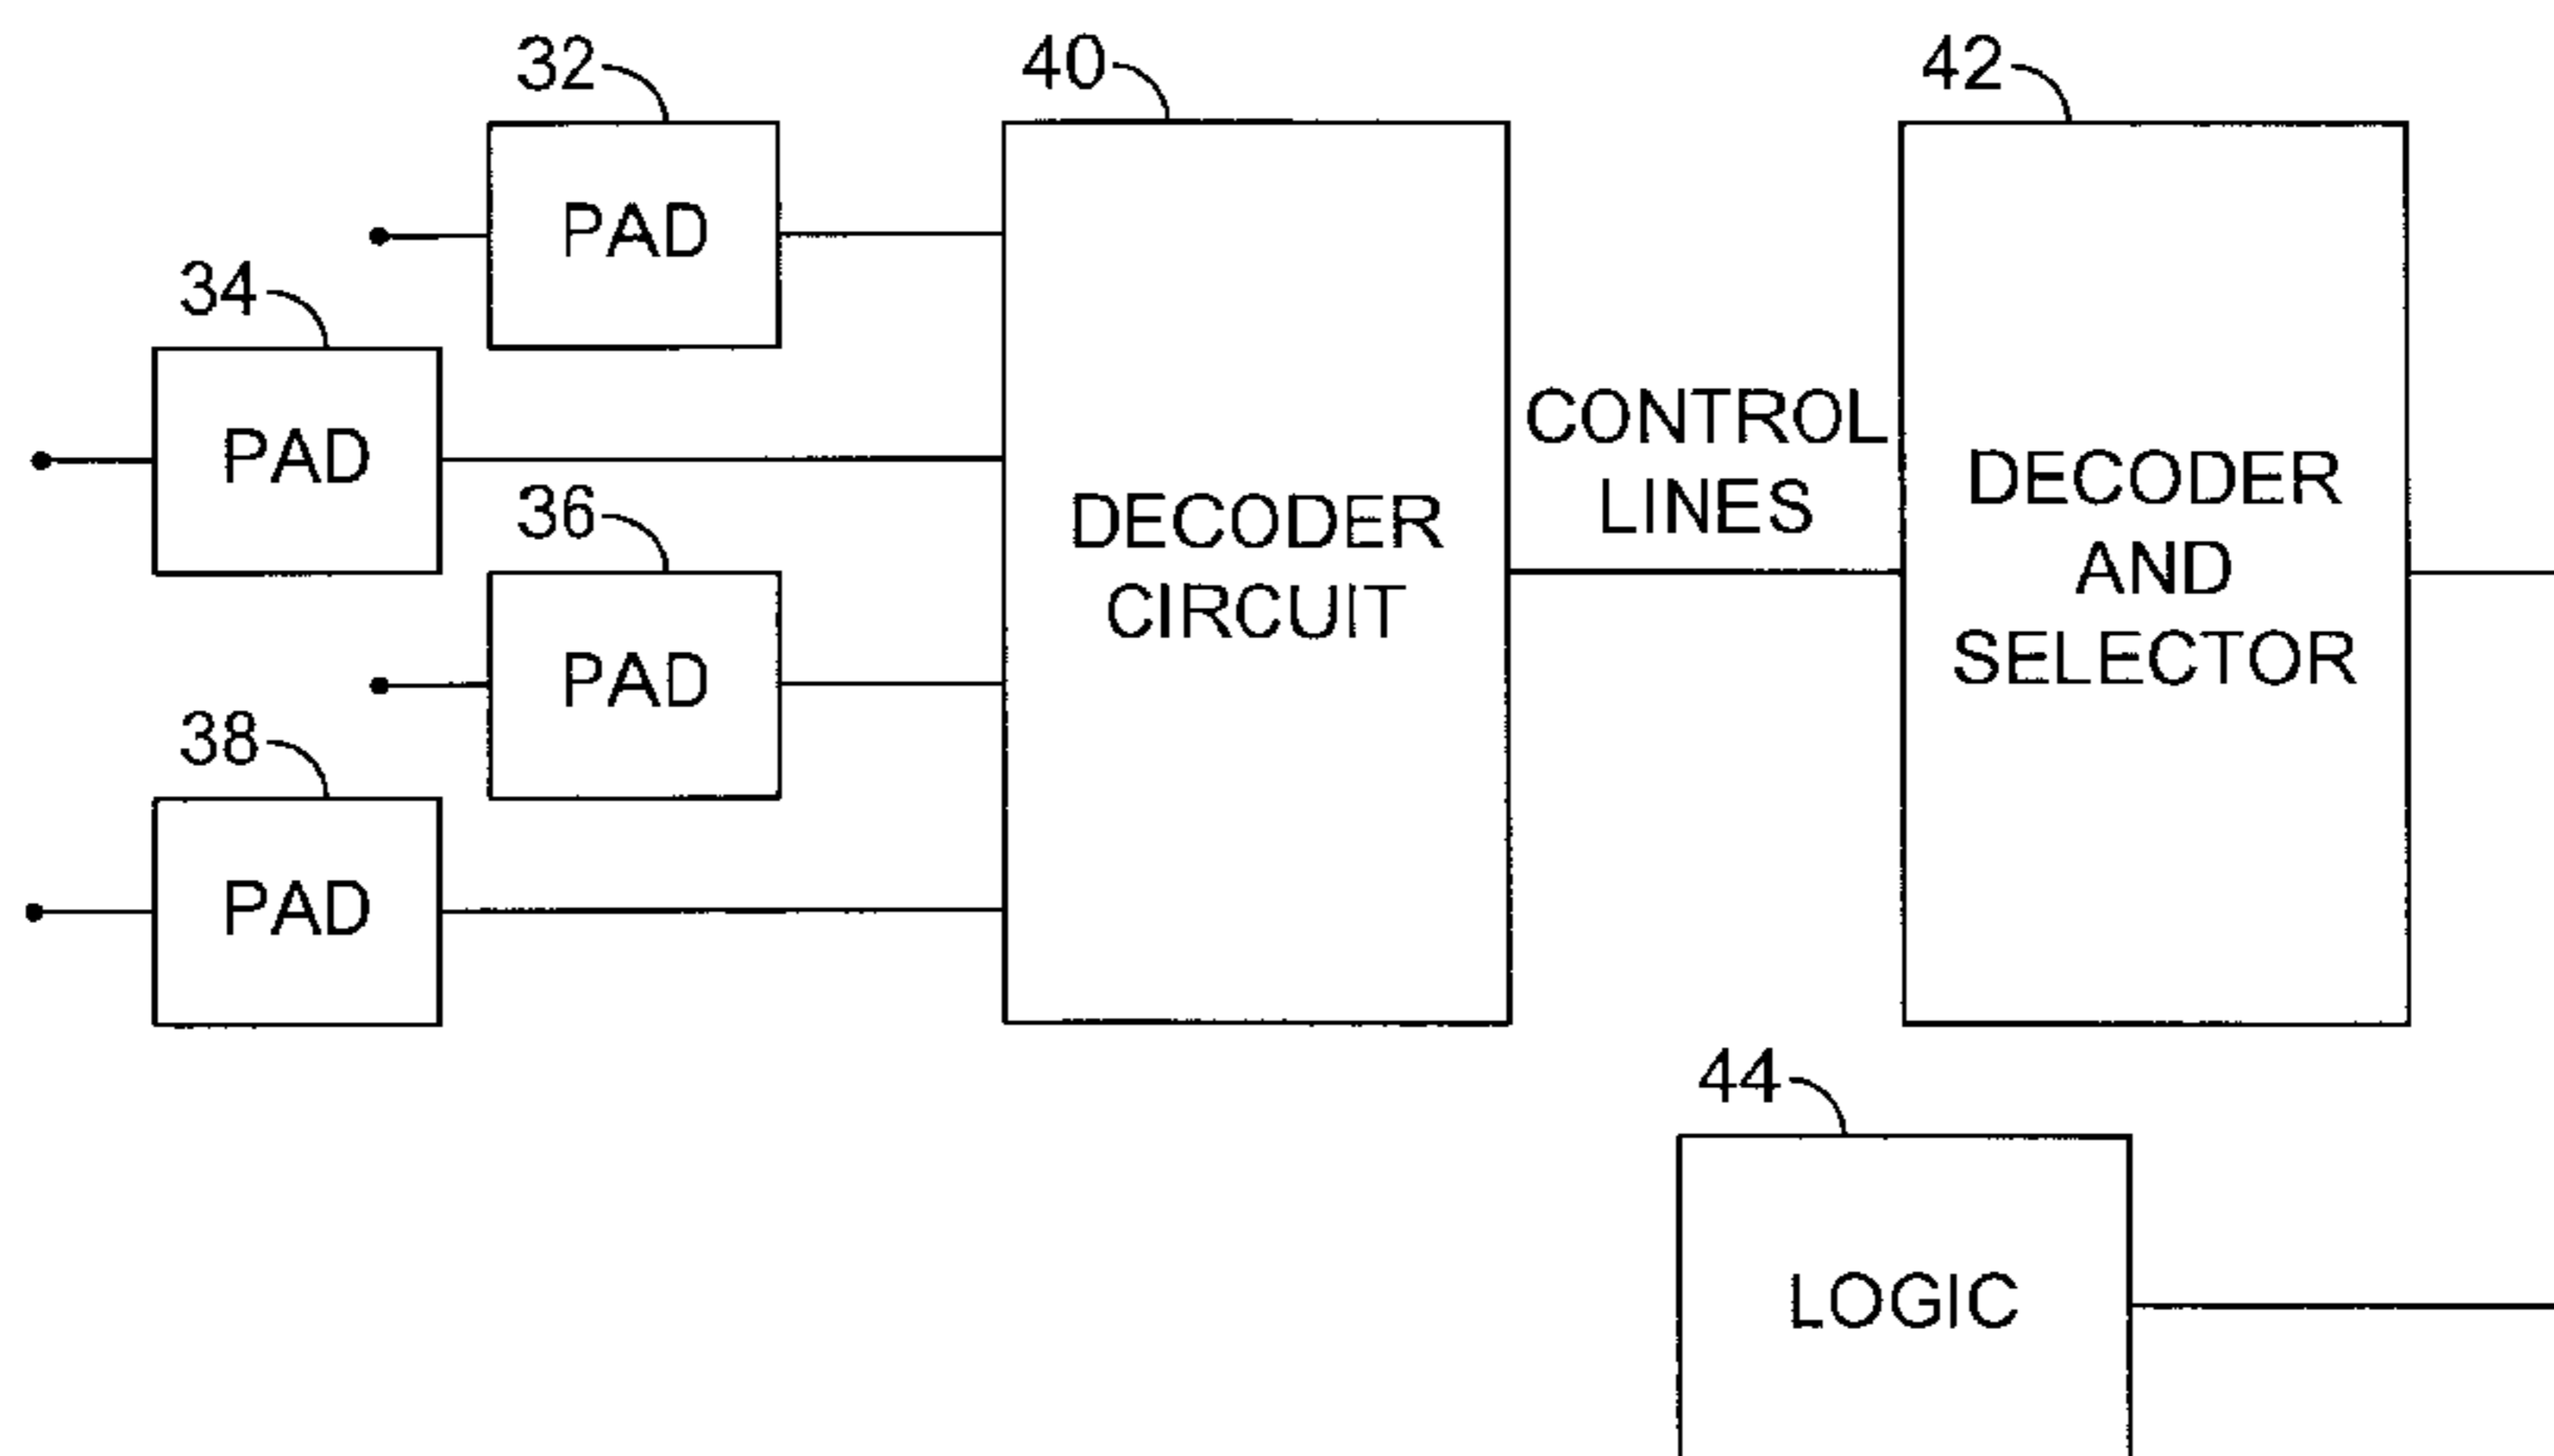 32
PAD
34
PAD
36
PAD
38
PAD
40
DECODER
CIRCUIT
CONTROL
LINES
42
DECODER
AND
SELECTOR
44
LOGIC